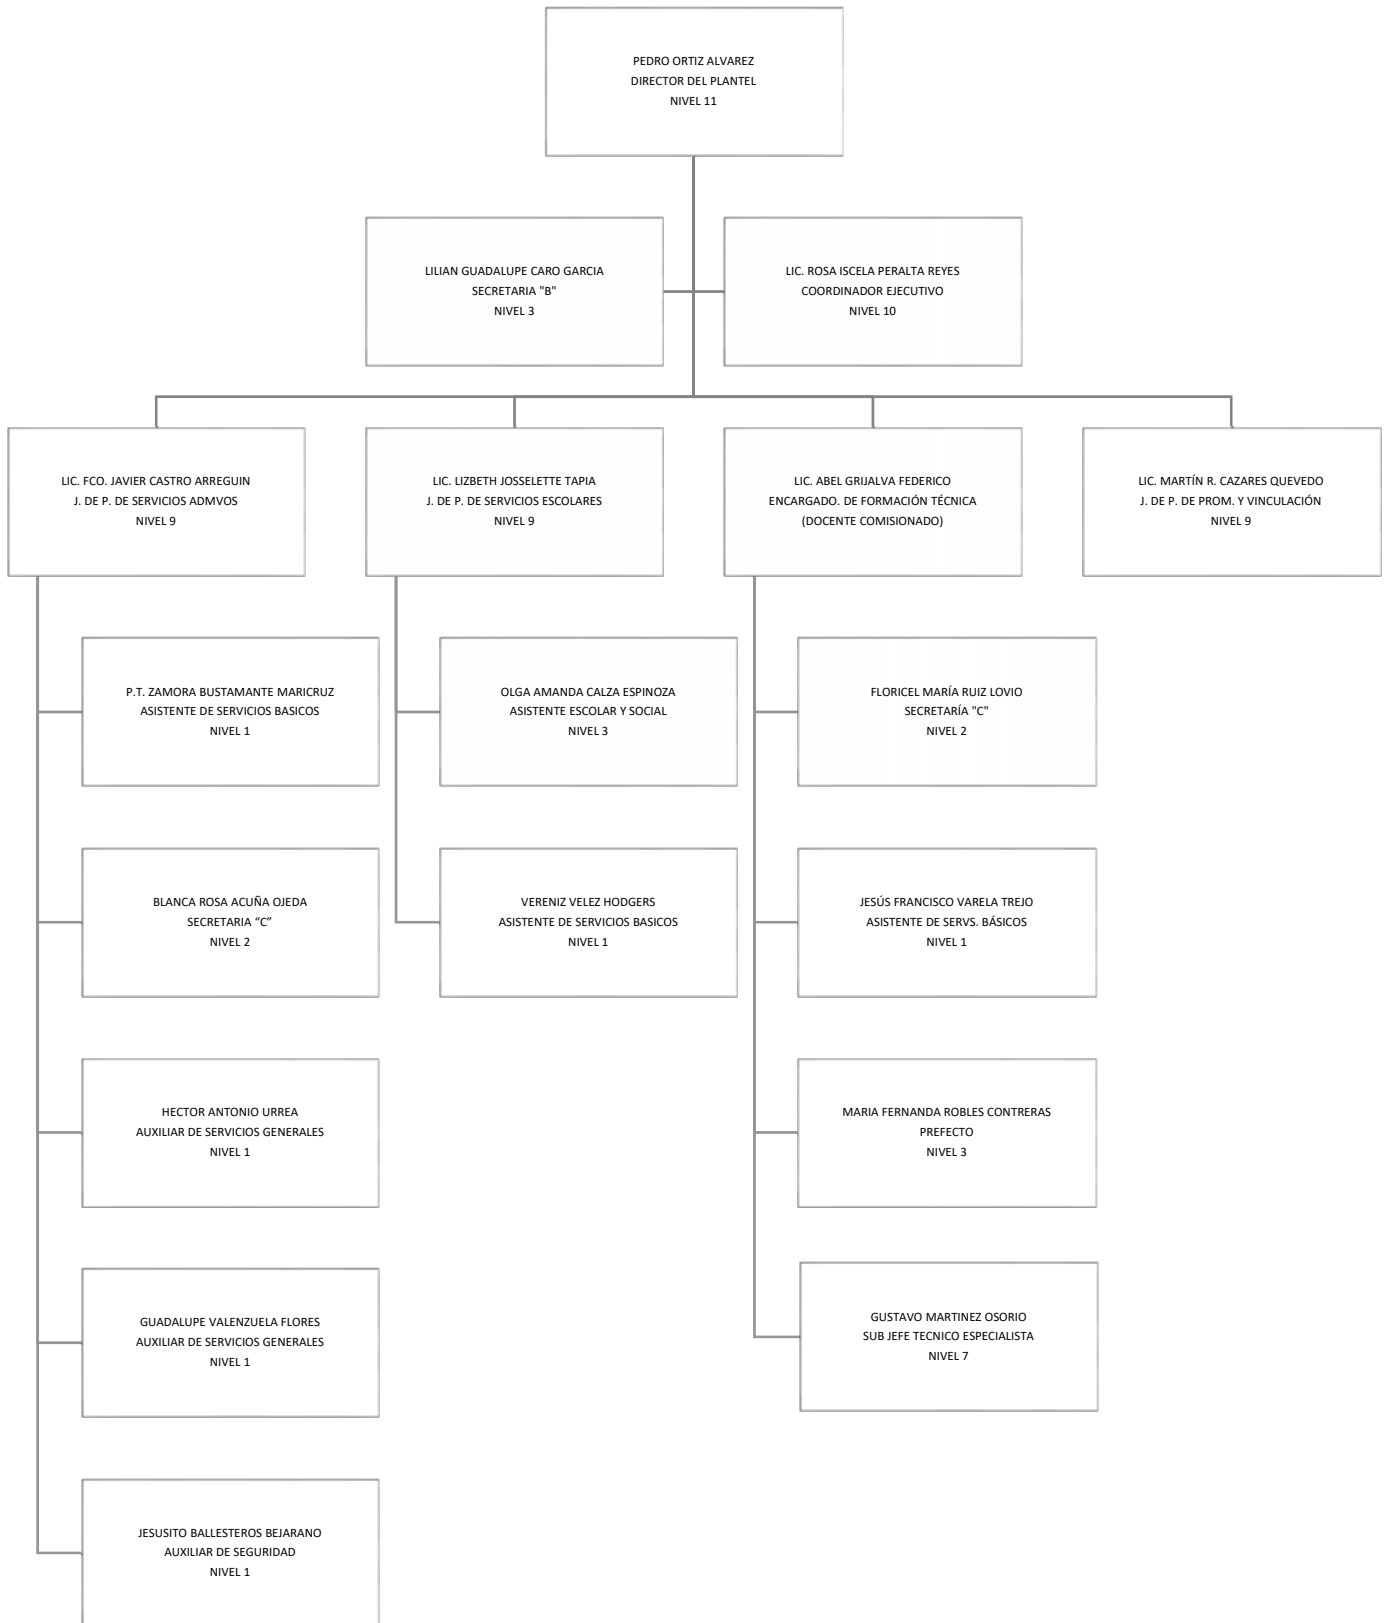 PEDRO ORTIZ ALVAREZ
DIRECTOR DEL PLANTEL
NIVEL 11
LILIAN GUADALUPE CARO GARCIA
SECRETARIA "B"
NIVEL 3
LIC. ROSA ISCELA PERALTA REYES
COORDINADOR EJECUTIVO
NIVEL 10
LIC. FCO. JAVIER CASTRO ARREGUIN
J. DE P. DE SERVICIOS ADMVOS
NIVEL 9
LIC. LIZBETH JOSSELETTE TAPIA
J. DE P. DE SERVICIOS ESCOLARES
NIVEL 9
LIC. ABEL GRIJALVA FEDERICO
ENCARGADO. DE FORMACIÓN TÉCNICA
(DOCENTE COMISIONADO)
LIC. MARTÍN R. CAZARES QUEVEDO
J. DE P. DE PROM. Y VINCULACIÓN
NIVEL 9
P.T. ZAMORA BUSTAMANTE MARICRUZ
ASISTENTE DE SERVICIOS BASICOS
NIVEL 1
OLGA AMANDA CALZA ESPINOZA
ASISTENTE ESCOLAR Y SOCIAL
NIVEL 3
FLORICEL MARÍA RUIZ LOVIO
SECRETARÍA "C"
NIVEL 2
BLANCA ROSA ACUÑA OJEDA
SECRETARIA “C”
NIVEL 2
VERENIZ VELEZ HODGERS
ASISTENTE DE SERVICIOS BASICOS
NIVEL 1
JESÚS FRANCISCO VARELA TREJO
ASISTENTE DE SERVS. BÁSICOS
NIVEL 1
HECTOR ANTONIO URREA
AUXILIAR DE SERVICIOS GENERALES
NIVEL 1
MARIA FERNANDA ROBLES CONTRERAS
PREFECTO
NIVEL 3
GUADALUPE VALENZUELA FLORES
AUXILIAR DE SERVICIOS GENERALES
NIVEL 1
GUSTAVO MARTINEZ OSORIO
SUB JEFE TECNICO ESPECIALISTA
NIVEL 7
JESUSITO BALLESTEROS BEJARANO
AUXILIAR DE SEGURIDAD
NIVEL 1